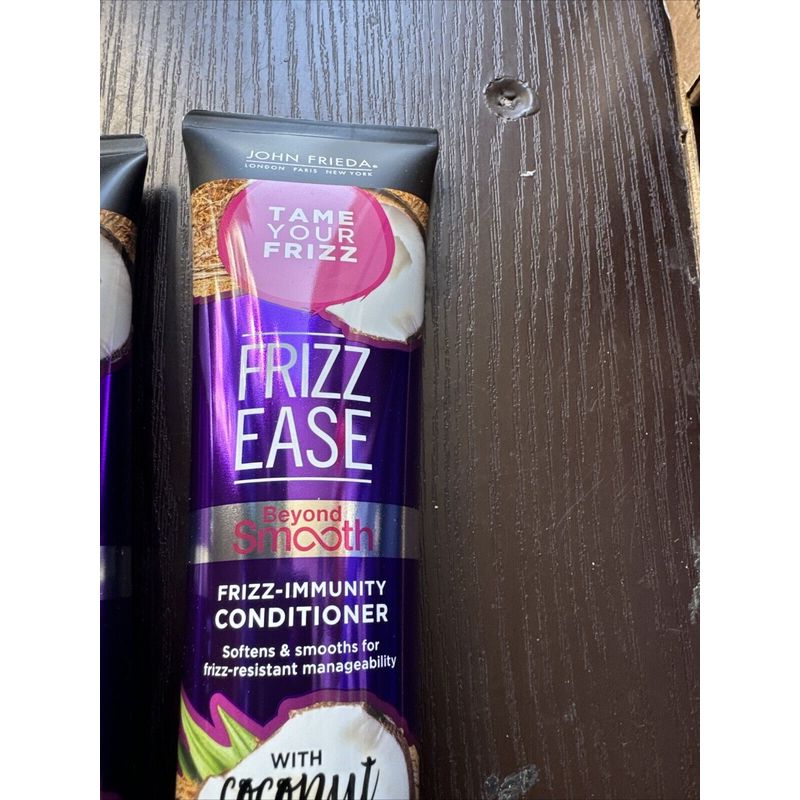 JOHN FRIEDA®
LONDON PARIS NEW YORK
TAME
YOUR
FRIZZ
FRIZZ
EASE
Beyond
Smooth
FRIZZ-IMMUNITY
CONDITIONER
Softens & smooths for
frizz-resistant manageability
WITH
coconut